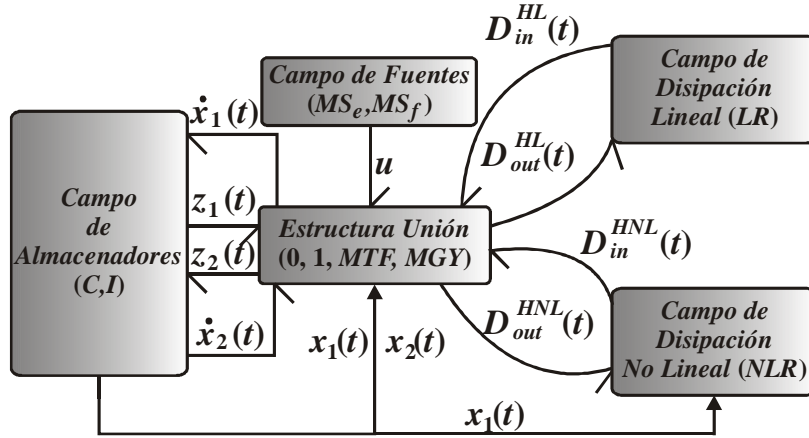 Campo de Fuentes
(MSₑ,MS_f)
D_in^HL(t)
Campo de
Disipación
Lineal (LR)
ẋ₁(t)
u
D_out^HL(t)
Campo
de
Almacenadores
(C,I)
z₁(t)
z₂(t)
ẋ₂(t)
Estructura Unión
(0, 1, MTF, MGY)
D_in^HNL(t)
D_out^HNL(t)
Campo de
Disipación
No Lineal (NLR)
x₁(t) x₂(t)
x₁(t)